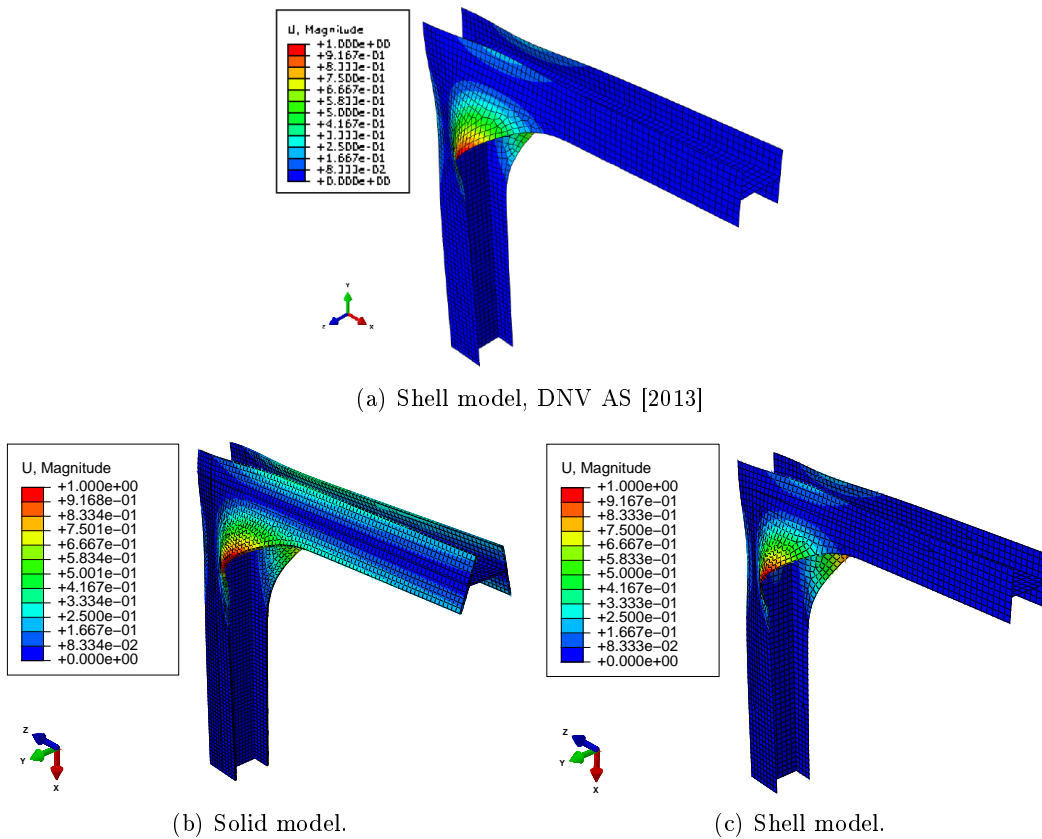 U, Magnitude
+1.000e+00
+9.167e-01
+8.333e-01
+7.500e-01
+6.667e-01
+5.833e-01
+5.000e-01
+4.167e-01
+3.333e-01
+2.500e-01
+1.667e-01
+8.333e-02
+0.000e+00
Y
Z X
(a) Shell model, DNV AS [2013]
U, Magnitude
+1.000e+00
+9.168e-01
+8.334e-01
+7.501e-01
+6.667e-01
+5.834e-01
+5.001e-01
+4.167e-01
+3.334e-01
+2.500e-01
+1.667e-01
+8.334e-02
+0.000e+00
Z
Y
X
(b) Solid model.
U, Magnitude
+1.000e+00
+9.167e-01
+8.333e-01
+7.500e-01
+6.667e-01
+5.833e-01
+5.000e-01
+4.167e-01
+3.333e-01
+2.500e-01
+1.667e-01
+8.333e-02
+0.000e+00
Z
Y
X
(c) Shell model.